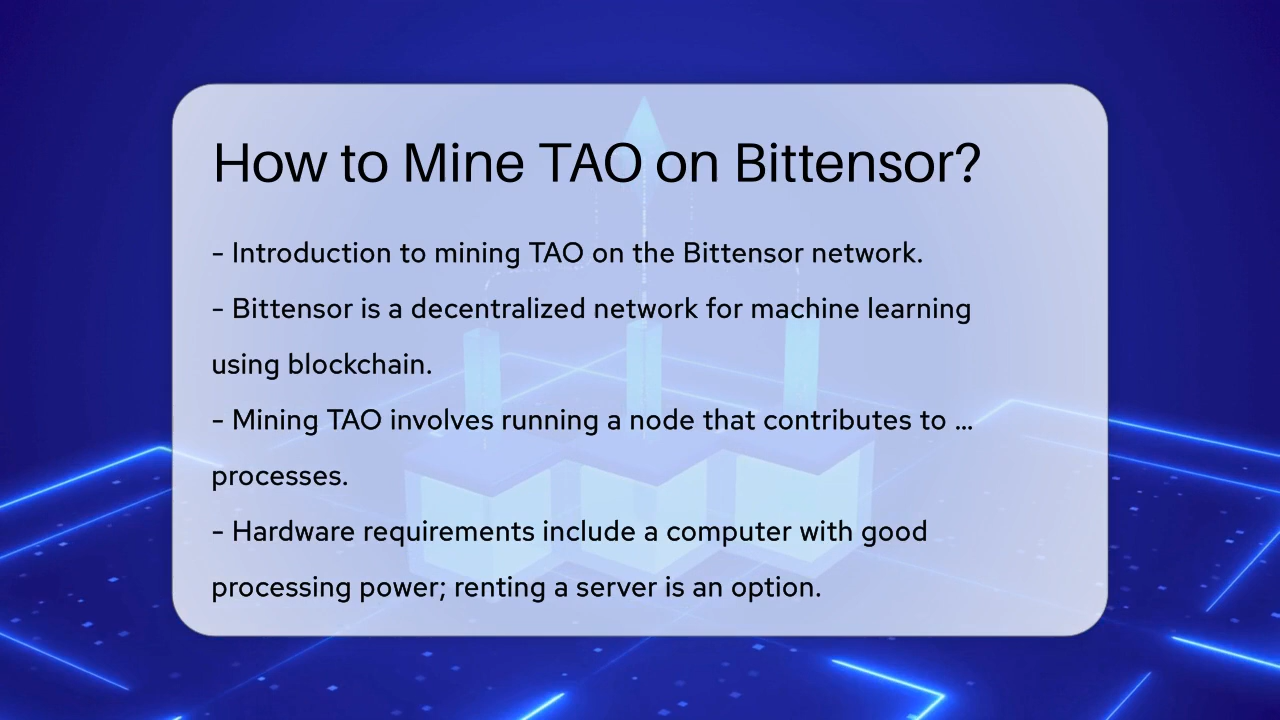 How to Mine TAO on Bittensor?
– Introduction to mining TAO on the Bittensor network.
– Bittensor is a decentralized network for machine learning
using blockchain.
– Mining TAO involves running a node that contributes to ...
processes.
– Hardware requirements include a computer with good
processing power; renting a server is an option.